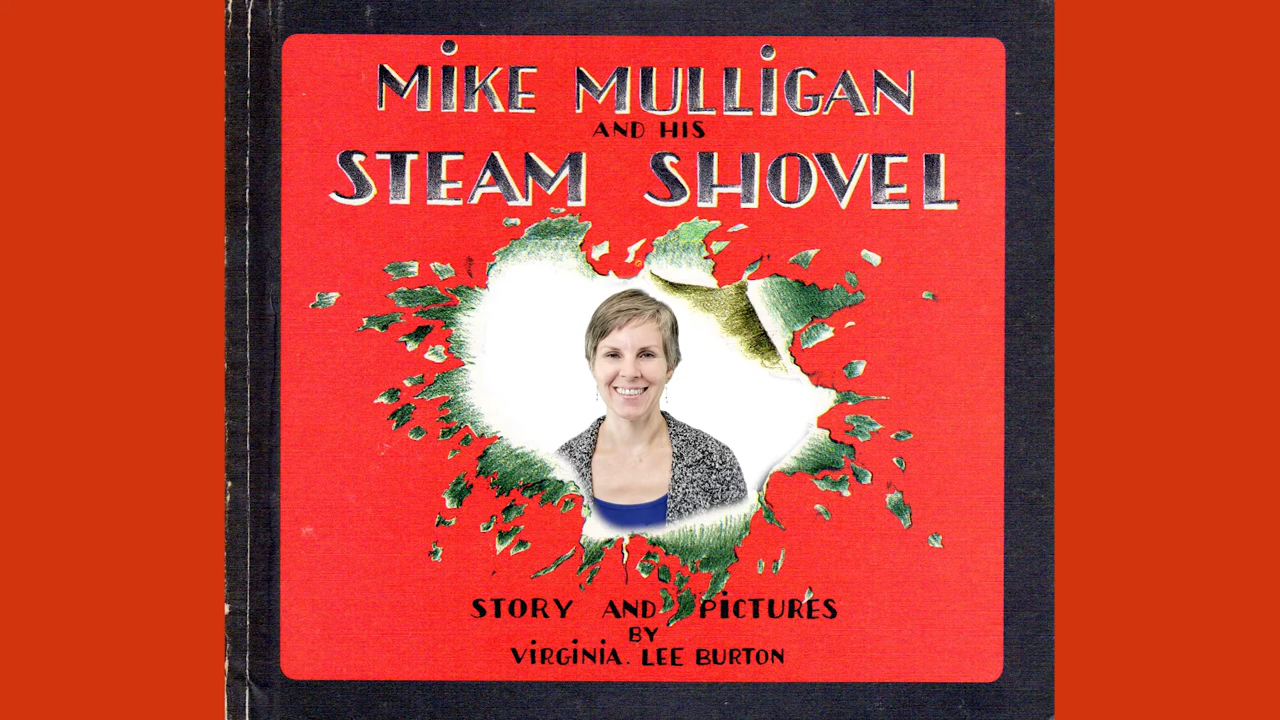 MIKE MULLIGAN
AND HIS
STEAM SHOVEL
STORY AND PICTURES
BY
VIRGINIA. LEE BURTON